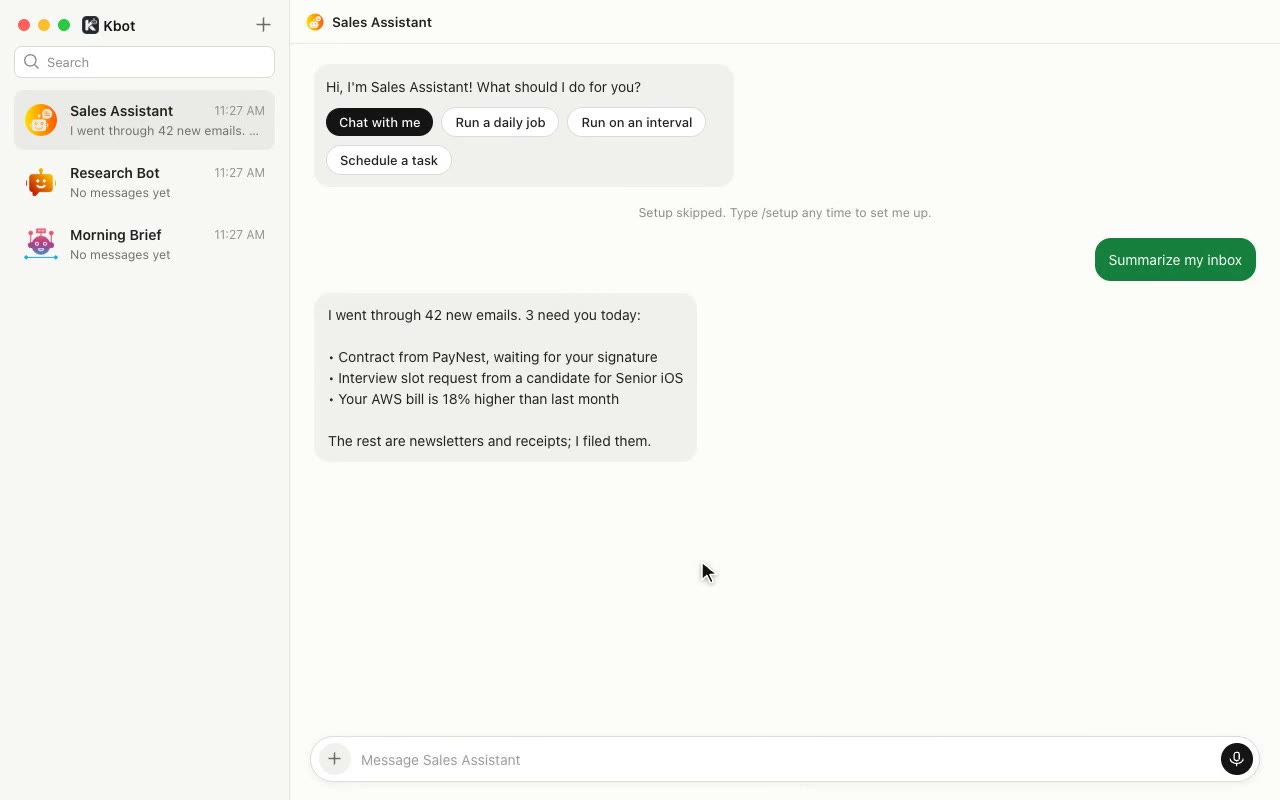 Kbot
Search
Sales Assistant 11:27 AM
I went through 42 new emails. ...
Research Bot 11:27 AM
No messages yet
Morning Brief 11:27 AM
No messages yet
Sales Assistant
Hi, I'm Sales Assistant! What should I do for you?
Chat with me Run a daily job Run on an interval
Schedule a task
Setup skipped. Type /setup any time to set me up.
Summarize my inbox
I went through 42 new emails. 3 need you today:
• Contract from PayNest, waiting for your signature
• Interview slot request from a candidate for Senior iOS
• Your AWS bill is 18% higher than last month
The rest are newsletters and receipts; I filed them.
Message Sales Assistant